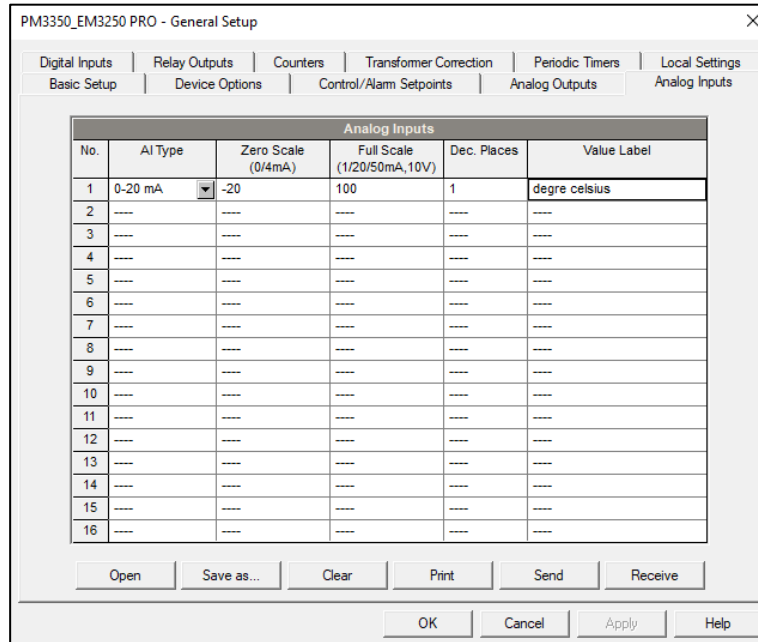 PM3350_EM3250 PRO - General Setup
Digital Inputs Relay Outputs Counters Transformer Correction Periodic Timers Local Settings
Basic Setup Device Options Control/Alarm Setpoints Analog Outputs Analog Inputs
Analog Inputs
No. AI Type Zero Scale (0/4mA) Full Scale (1/20/50mA,10V) Dec. Places Value Label
1 0-20 mA -20 100 1 degre celsius
2 ---- ---- ---- ---- ----
3 ---- ---- ---- ---- ----
4 ---- ---- ---- ---- ----
5 ---- ---- ---- ---- ----
6 ---- ---- ---- ---- ----
7 ---- ---- ---- ---- ----
8 ---- ---- ---- ---- ----
9 ---- ---- ---- ---- ----
10 ---- ---- ---- ---- ----
11 ---- ---- ---- ---- ----
12 ---- ---- ---- ---- ----
13 ---- ---- ---- ---- ----
14 ---- ---- ---- ---- ----
15 ---- ---- ---- ---- ----
16 ---- ---- ---- ---- ----
Open Save as... Clear Print Send Receive
OK Cancel Apply Help